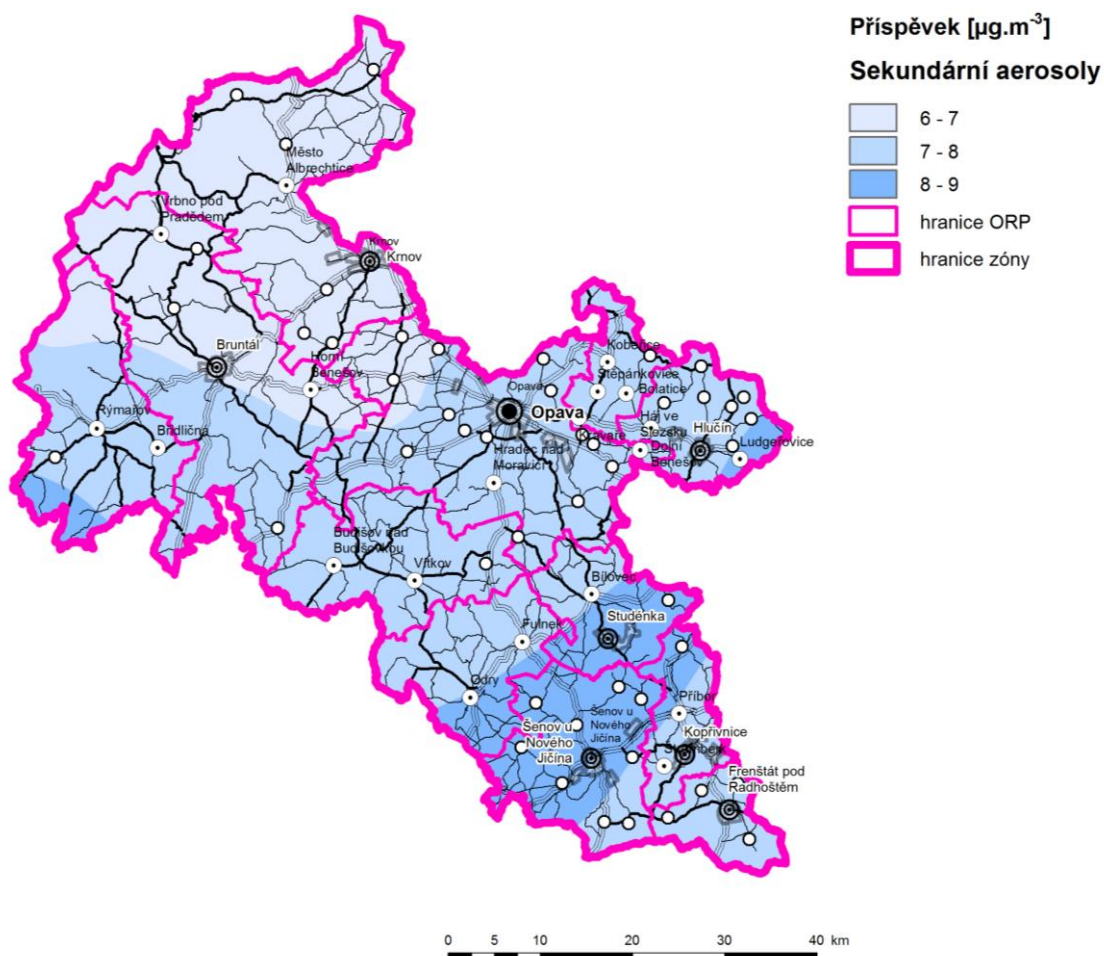 Příspěvek [µg.m⁻³]
Sekundární aerosoly
6 - 7
7 - 8
8 - 9
hranice ORP
hranice zóny
Město
Albrechtice
Vrbno pod
Pradědem
Krnov
Krnov
Bruntál
Horní
Benešov
Kobeřice
Štěpánkovice
Bolatice
Opava
Opava
Rýmařov
Břidličná
Háj ve
Slezsku
Hlučín
Kravaře
Dolní
Benešov
Ludgeřovice
Hradec nad
Moravicí
Budišov nad
Budišovkou
Vítkov
Bílovec
Studénka
Fulnek
Odry
Příbor
Šenov u
Nového
Jičína
Šenov u
Nového
Jičína
Kopřivnice
Frenštát pod
Radhoštěm
0 5 10 20 30 40 km